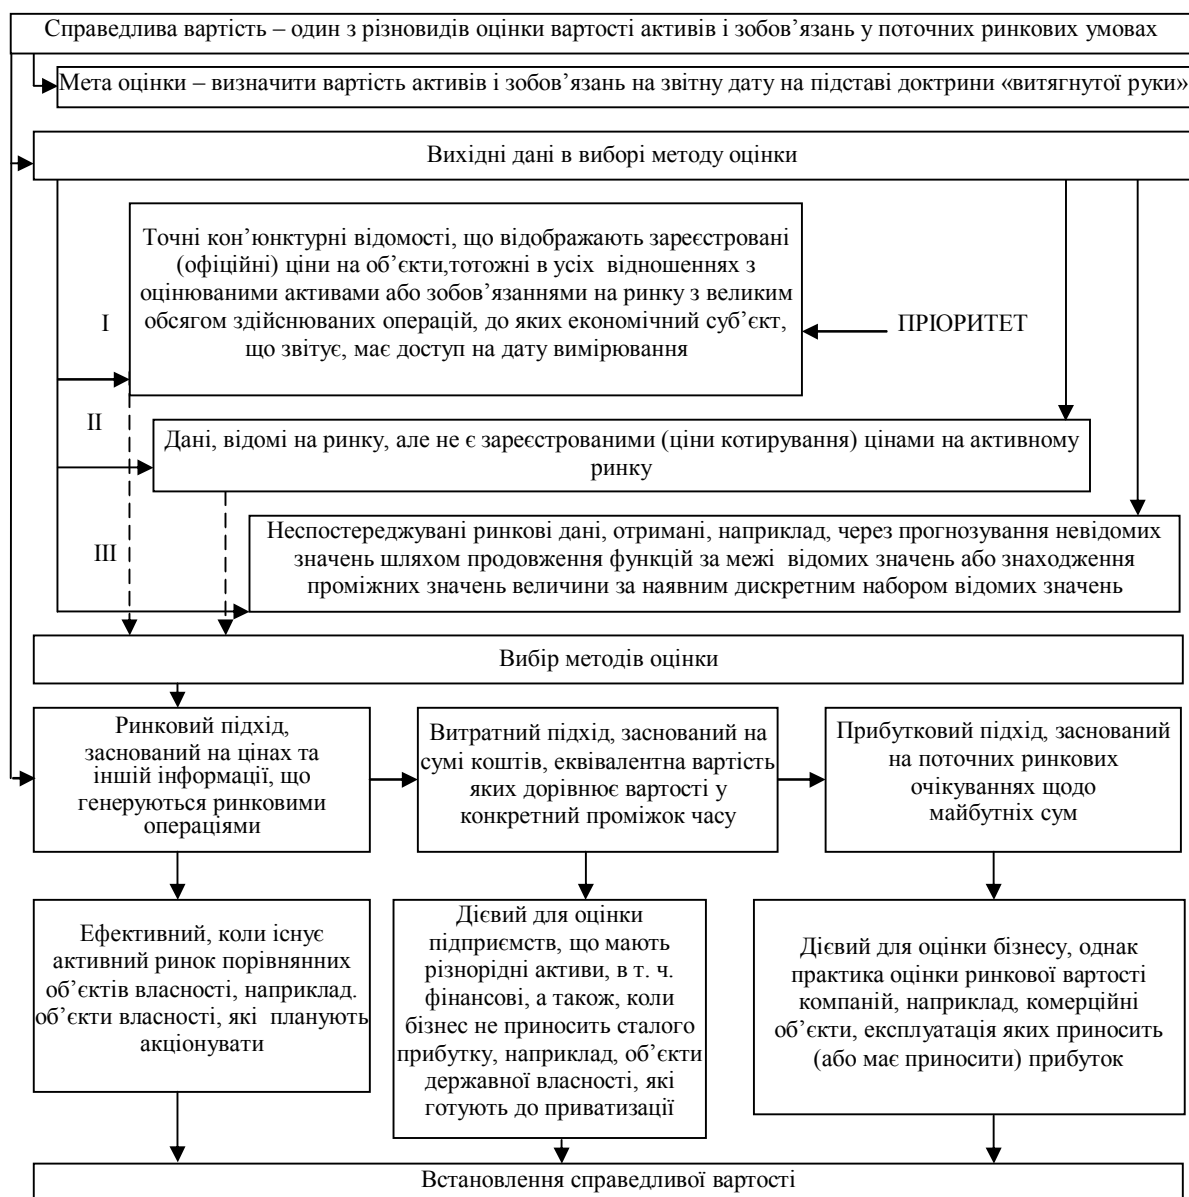 Справедлива вартість – один з різновидів оцінки вартості активів і зобов’язань у поточних ринкових умовах
Мета оцінки – визначити вартість активів і зобов’язань на звітну дату на підставі доктрини «витягнутої руки»
Вихідні дані в виборі методу оцінки
I
Точні кон’юнктурні відомості, що відображають зареєстровані
(офіційні) ціни на об’єкти,тотожні в усіх відношеннях з
оцінюваними активами або зобов’язаннями на ринку з великим
обсягом здійснюваних операцій, до яких економічний суб’єкт,
що звітує, має доступ на дату вимірювання
ПРІОРИТЕТ
II
Дані, відомі на ринку, але не є зареєстрованими (ціни котирування) цінами на активному
ринку
III
Неспостережувані ринкові дані, отримані, наприклад, через прогнозування невідомих
значень шляхом продовження функцій за межі відомих значень або знаходження
проміжних значень величини за наявним дискретним набором відомих значень
Вибір методів оцінки
Ринковий підхід,
заснований на цінах та
іншій інформації, що
генеруються ринковими
операціями
Витратний підхід, заснований на
сумі коштів, еквівалентна вартість
яких дорівнює вартості у
конкретний проміжок часу
Прибутковий підхід, заснований
на поточних ринкових
очікуваннях щодо
майбутніх сум
Ефективний, коли існує
активний ринок порівнянних
об’єктів власності, наприклад.
об’єкти власності, які планують
акціонувати
Дієвий для оцінки
підприємств, що мають
різнорідні активи, в т. ч.
фінансові, а також, коли
бізнес не приносить сталого
прибутку, наприклад, об’єкти
державної власності, які
готують до приватизації
Дієвий для оцінки бізнесу, однак
практика оцінки ринкової вартості
компаній, наприклад, комерційні
об’єкти, експлуатація яких приносить
(або має приносити) прибуток
Встановлення справедливої вартості